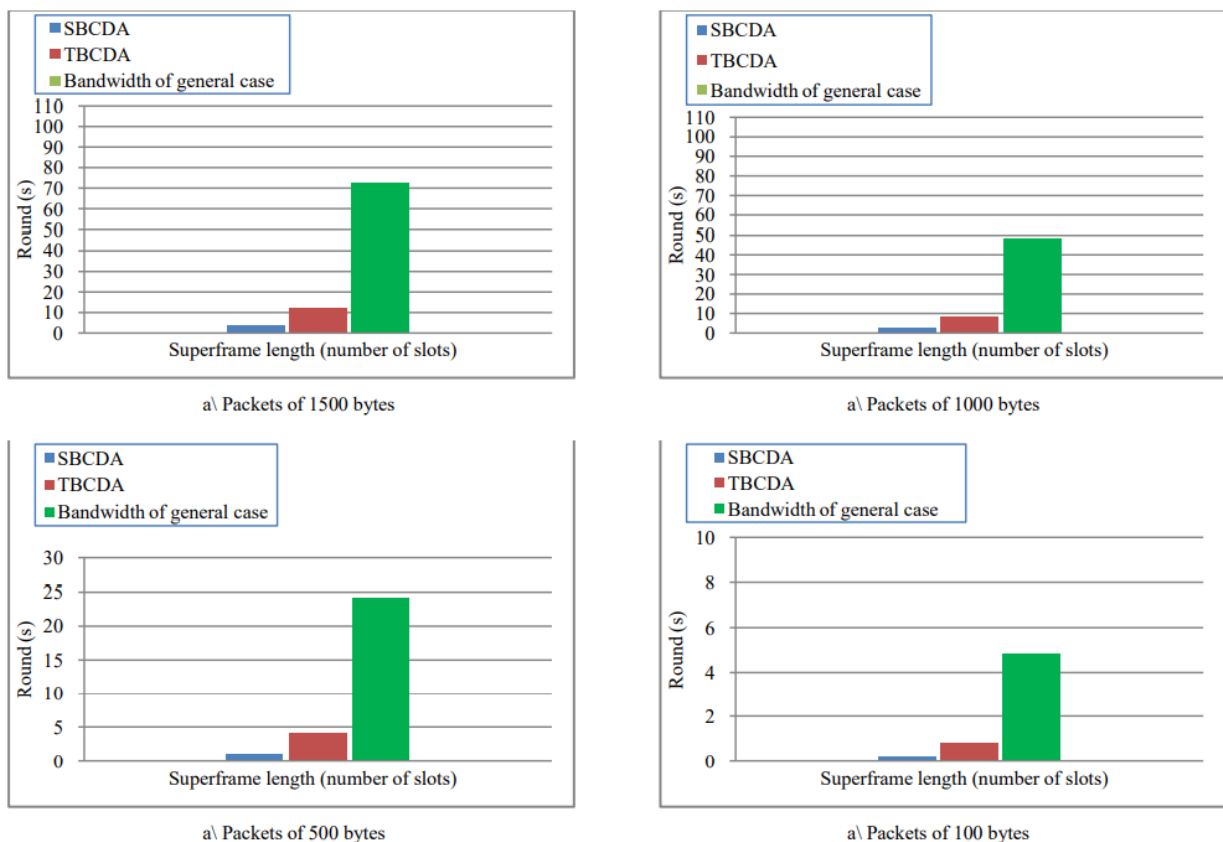 SBCDA
TBCDA
Bandwidth of general case
110
100
90
80
70
60
50
40
30
20
10
0
Round (s)
Superframe length (number of slots)
a\ Packets of 1500 bytes
SBCDA
TBCDA
Bandwidth of general case
110
100
90
80
70
60
50
40
30
20
10
0
Round (s)
Superframe length (number of slots)
a\ Packets of 1000 bytes
SBCDA
TBCDA
Bandwidth of general case
30
25
20
15
10
5
0
Round (s)
Superframe length (number of slots)
a\ Packets of 500 bytes
SBCDA
TBCDA
Bandwidth of general case
10
8
6
4
2
0
Round (s)
Superframe length (number of slots)
a\ Packets of 100 bytes